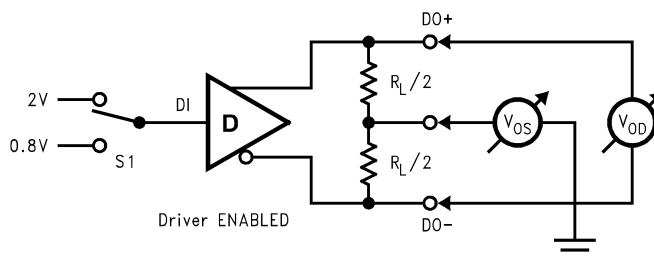 DO+
2V
DI
D
0.8V
S1
R_L/2
V_OS
V_OD
R_L/2
Driver ENABLED
DO-